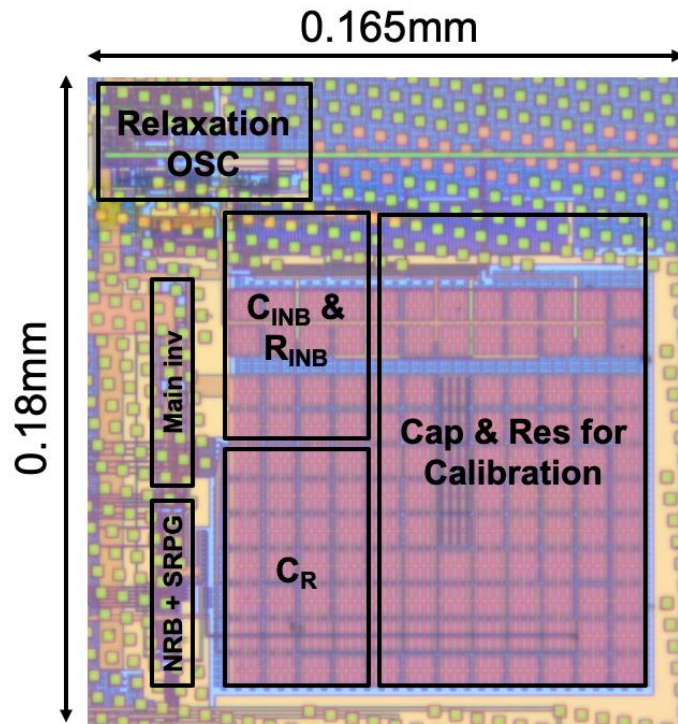 0.165mm
0.18mm
Relaxation
OSC
C_INB &
R_INB
Main inv
Cap & Res for
Calibration
NRB + SRPG
C_R